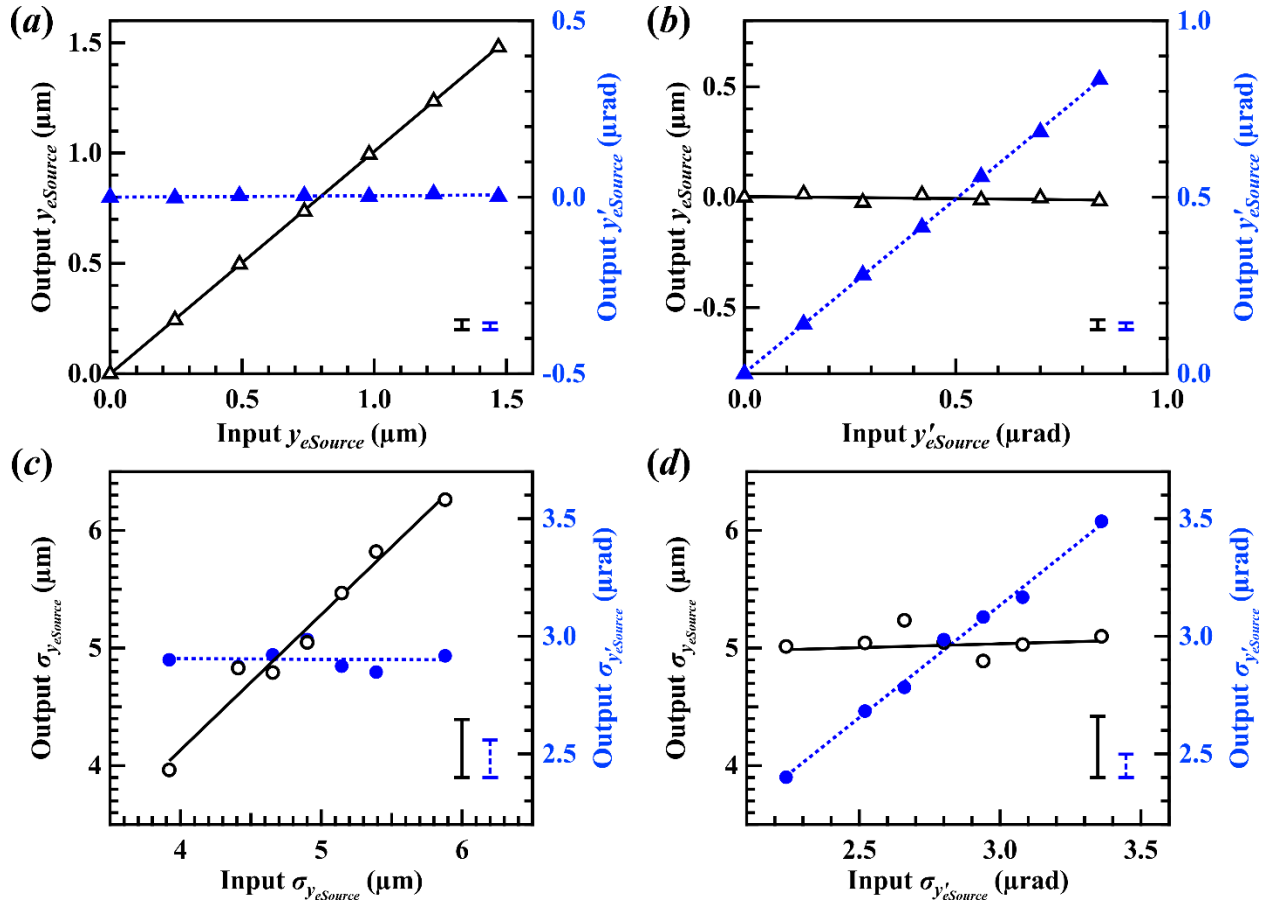 (a)
Output y_eSource (µm)
1.5
1.0
0.5
0.0
0.5
0.0
-0.5
Output y′_eSource (µrad)
0.0 0.5 1.0 1.5
Input y_eSource (µm)
(b)
Output y_eSource (µm)
0.5
0.0
-0.5
1.0
0.5
0.0
Output y′_eSource (µrad)
0.0 0.5 1.0
Input y′_eSource (µrad)
(c)
Output σ_y_eSource (µm)
6
5
4
3.5
3.0
2.5
Output σ_y′_eSource (µrad)
4 5 6
Input σ_y_eSource (µm)
(d)
Output σ_y_eSource (µm)
6
5
4
3.5
3.0
2.5
Output σ_y′_eSource (µrad)
2.5 3.0 3.5
Input σ_y′_eSource (µrad)